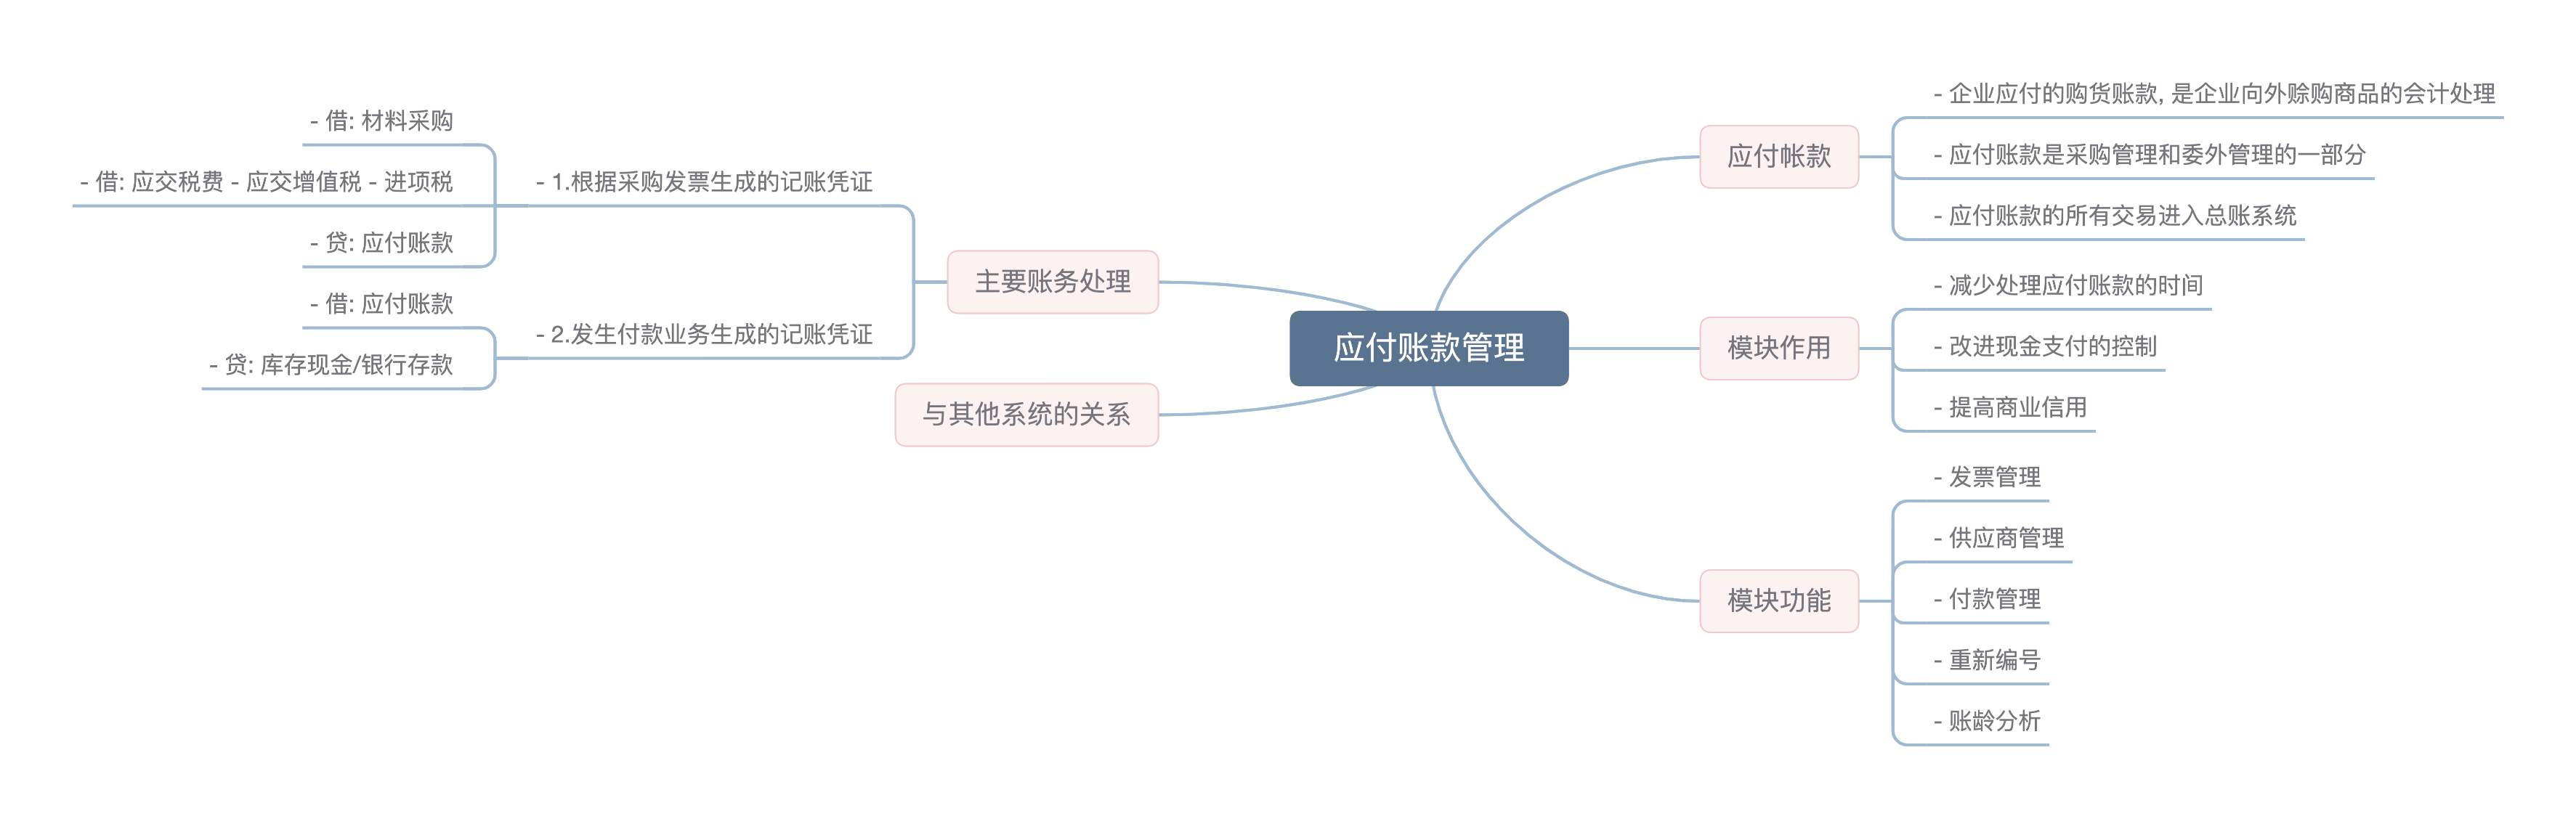 应付账款管理
应付帐款
- 企业应付的购货账款, 是企业向外赊购商品的会计处理
- 应付账款是采购管理和委外管理的一部分
- 应付账款的所有交易进入总账系统
模块作用
- 减少处理应付账款的时间
- 改进现金支付的控制
- 提高商业信用
模块功能
- 发票管理
- 供应商管理
- 付款管理
- 重新编号
- 账龄分析
主要账务处理
- 1.根据采购发票生成的记账凭证
- 借: 材料采购
- 借: 应交税费 - 应交增值税 - 进项税
- 贷: 应付账款
- 2.发生付款业务生成的记账凭证
- 借: 应付账款
- 贷: 库存现金/银行存款
与其他系统的关系